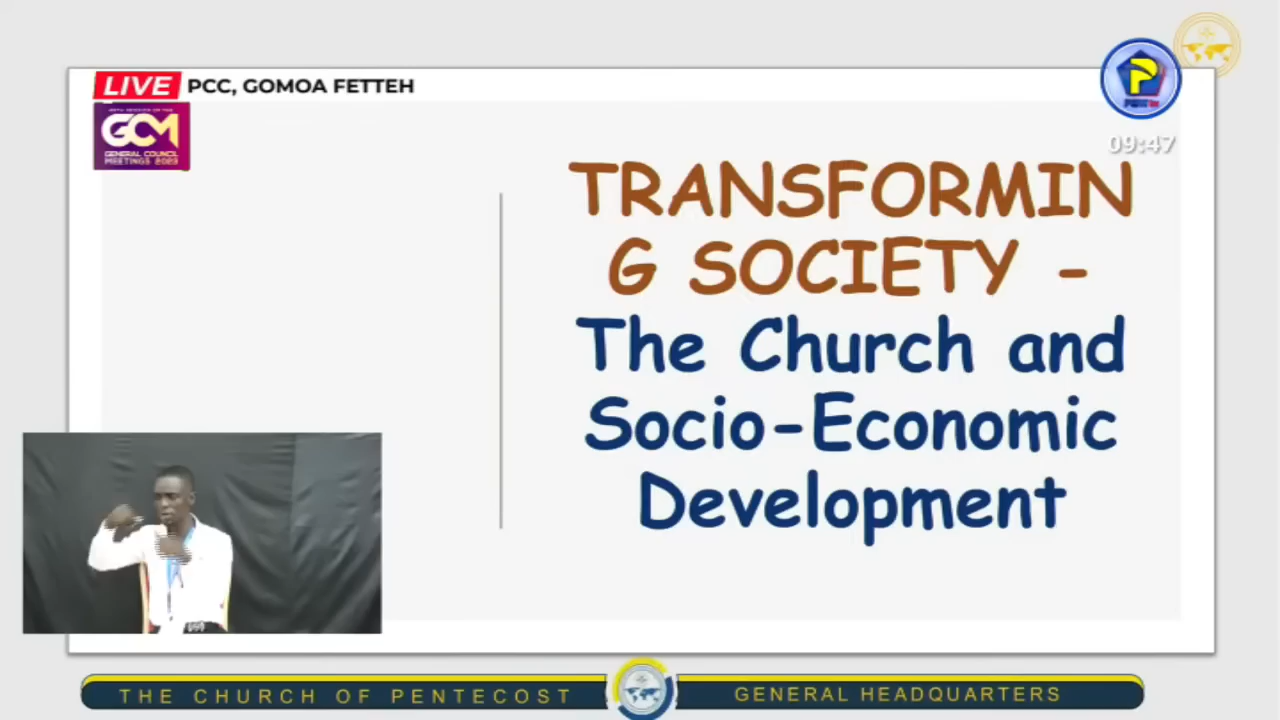 LIVE PCC, GOMOA FETTEH
GCM
GENERAL COUNCIL
MEETINGS 2023
P
09:47
TRANSFORMIN
G SOCIETY -
The Church and
Socio-Economic
Development
THE CHURCH OF PENTECOST
GENERAL HEADQUARTERS